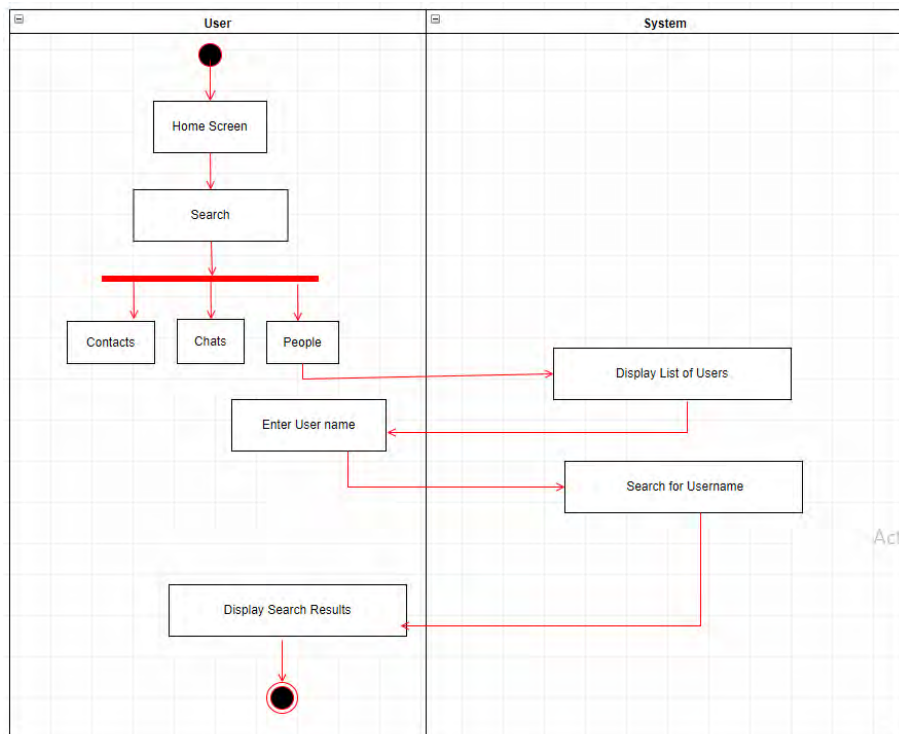 User
System
Home Screen
Search
Contacts
Chats
People
Display List of Users
Enter User name
Search for Username
Act
Display Search Results